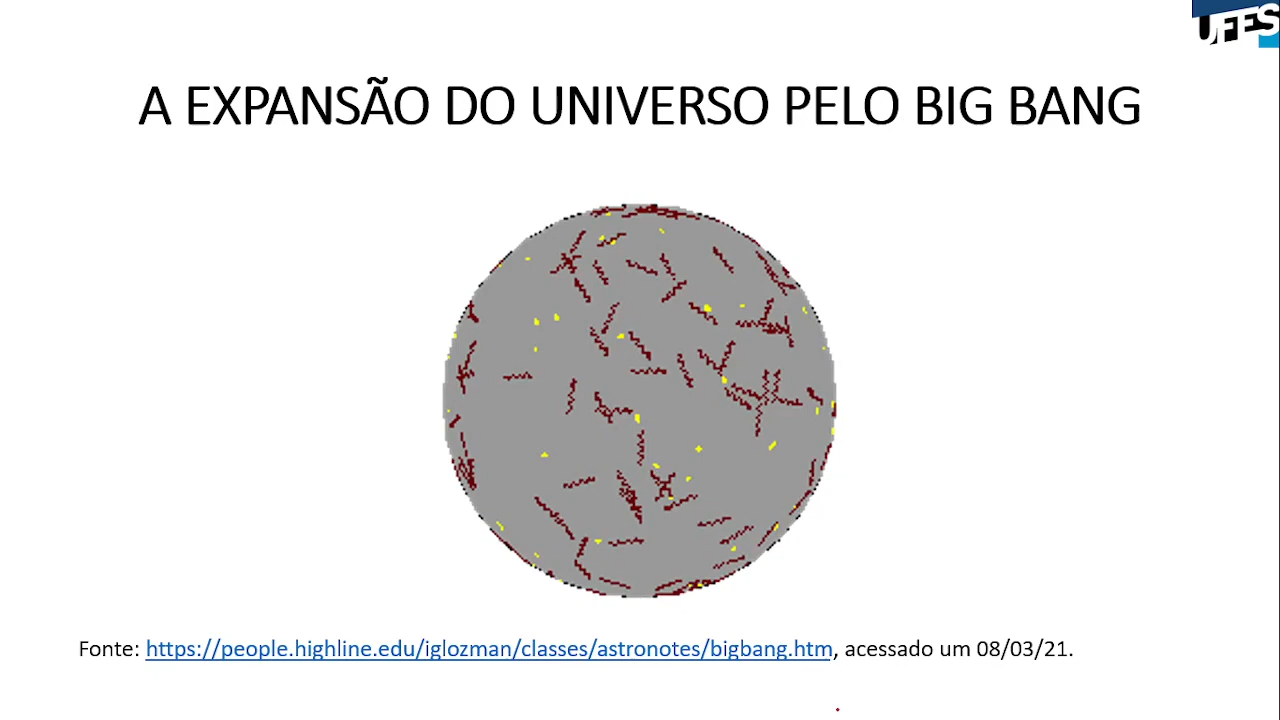 UFES
A EXPANSÃO DO UNIVERSO PELO BIG BANG
Fonte: https://people.highline.edu/iglozman/classes/astronotes/bigbang.htm, acessado um 08/03/21.